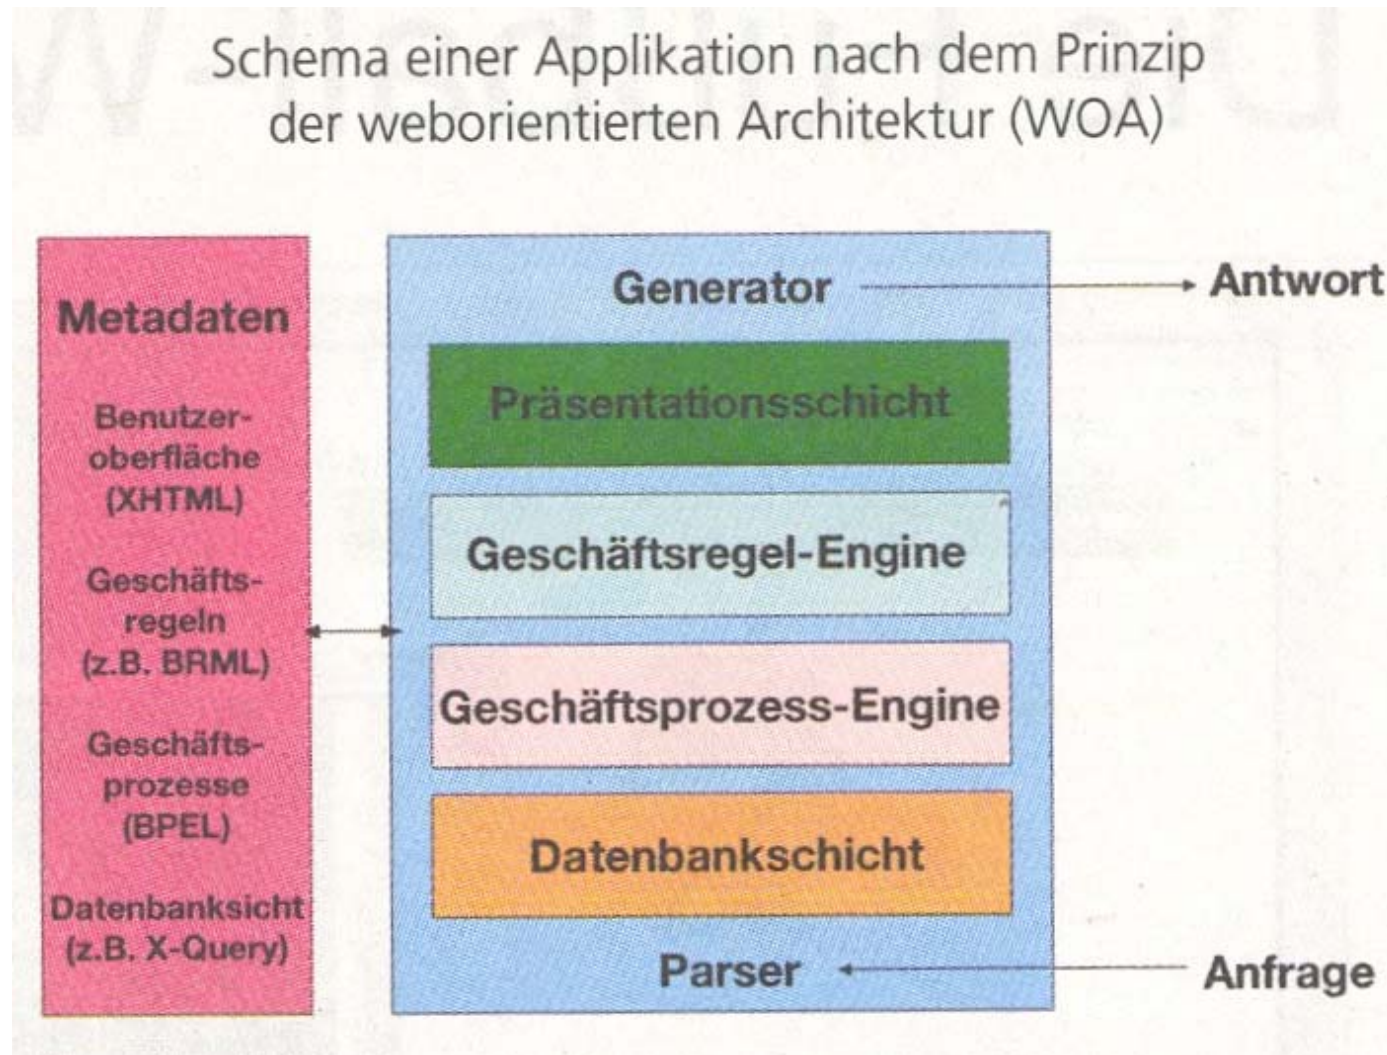 Schema einer Applikation nach dem Prinzip
der weborientierten Architektur (WOA)
Metadaten
Benutzer-
oberfläche
(XHTML)
Geschäfts-
regeln
(z.B. BRML)
Geschäfts-
prozesse
(BPEL)
Datenbanksicht
(z.B. X-Query)
Generator
Antwort
Präsentationsschicht
Geschäftsregel-Engine
Geschäftsprozess-Engine
Datenbankschicht
Parser
Anfrage